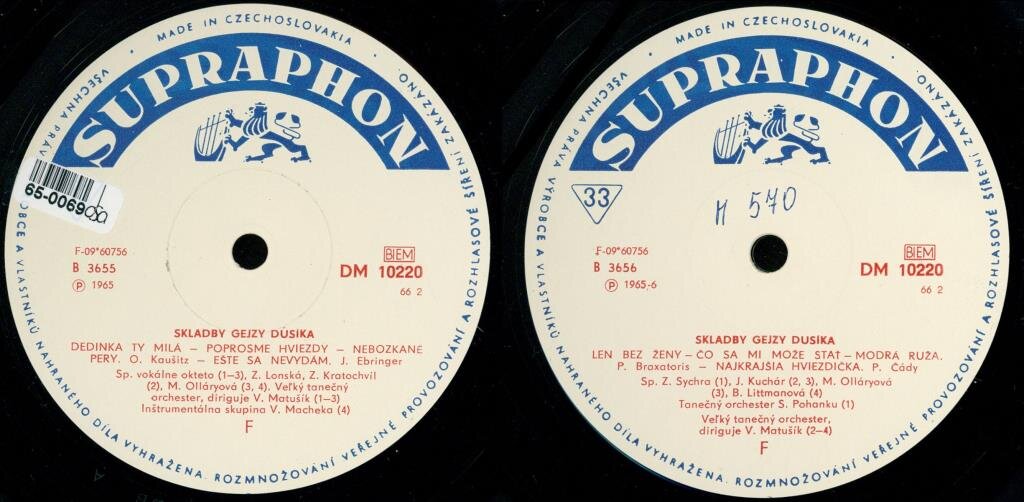 MADE IN CZECHOSLOVAKIA
VŠECHNA PRÁVA VÝROBCE A VLASTNÍKŮ NAHRANÉHO DÍLA VYHRAŽENA. ROZMNOŽOVÁNÍ VEŘEJNÉ PROVOZOVÁNÍ A ROZHLASOVÉ ŠÍŘENÍ ZAKÁZÁNO.
SUPRAPHON
65-0069
F-09*60756
B 3655
Ⓟ 1965
BIEM
DM 10220
66 2
SKLADBY GEJZY DUSÍKA
DEDINKA TY MILÁ – POPROSME HVIEZDY – NEBOZKANÉ
PERY. O. Kaušitz – EŠTE SA NEVYDÁM. J. Ebringer
Sp. vokálne okteto (1–3), Z. Lonská, Z. Kratochvíl
(2), M. Olláryová (3, 4). Veľký tanečný
orchester, diriguje V. Matušík (1–3)
Inštrumentálna skupina V. Macheka (4)
F
MADE IN CZECHOSLOVAKIA
VŠECHNA PRÁVA VÝROBCE A VLASTNÍKŮ NAHRANÉHO DÍLA VYHRAŽENA. ROZMNOŽOVÁNÍ VEŘEJNÉ PROVOZOVÁNÍ A ROZHLASOVÉ ŠÍŘENÍ ZAKÁZÁNO.
SUPRAPHON
33
H 570
F-09*60756
B 3656
Ⓟ 1965,-6
BIEM
DM 10220
66 2
SKLADBY GEJZY DUSÍKA
LEN BEZ ŽENY – ČO SA MI MÔŽE STAŤ – MODRÁ RUŽA.
P. Braxatoris – NAJKRAJŠIA HVIEZDIČKA. P. Čády
Sp. Z. Sychra (1), J. Kuchár (2, 3), M. Olláryová
(3), B. Littmanová (4)
Tanečný orchester S. Pohanku (1)
Veľký tanečný orchester,
diriguje V. Matušík (2–4)
F